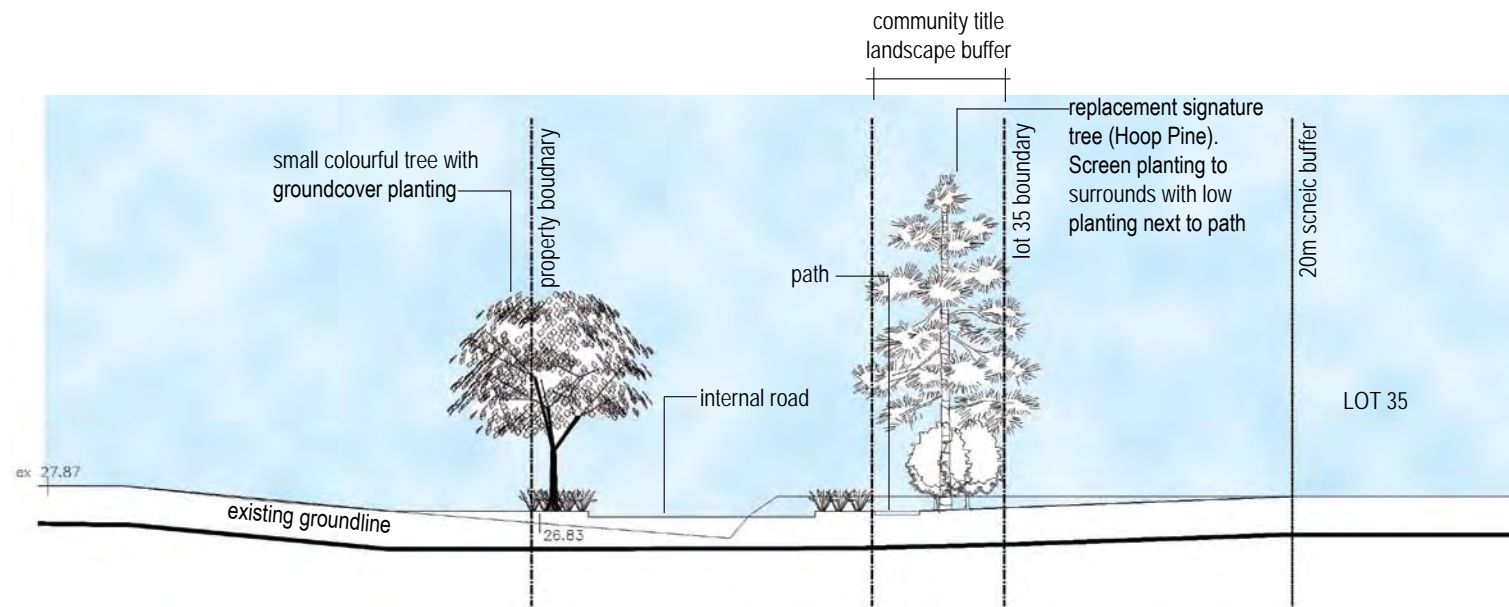 community title
landscape buffer
small colourful tree with
groundcover planting
property boudnary
replacement signature
tree (Hoop Pine).
Screen planting to
surrounds with low
planting next to path
lot 35 boundary
20m scneic buffer
path
internal road
LOT 35
ex 27.87
existing groundline
26.83